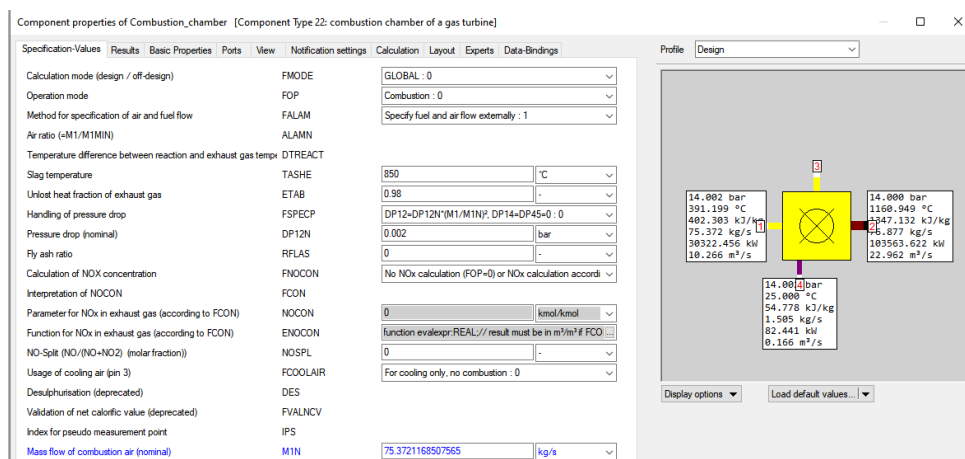 Component properties of Combustion_chamber [Component Type 22: combustion chamber of a gas turbine]
Specification-Values Results Basic Properties Ports View Notification settings Calculation Layout Experts Data-Bindings
Profile Design
Calculation mode (design / off-design) FMODE GLOBAL : 0
Operation mode FOP Combustion : 0
Method for specification of air and fuel flow FALAM Specify fuel and air flow externally : 1
Air ratio (=M1/M1MIN) ALAMN
Temperature difference between reaction and exhaust gas tempe DTREACT
Slag temperature TASHE 850 °C
Unlost heat fraction of exhaust gas ETAB 0.98 -
Handling of pressure drop FSPECP DP12=DP12N*(M1/M1N)², DP14=DP45=0 : 0
Pressure drop (nominal) DP12N 0.002 bar
Fly ash ratio RFLAS 0 -
Calculation of NOX concentration FNOCON No NOx calculation (FOP=0) or NOx calculation accordi
Interpretation of NOCON FCON
Parameter for NOx in exhaust gas (according to FCON) NOCON 0 kmol/kmol
Function for NOx in exhaust gas (according to FCON) ENOCON function evalexpr:REAL;// result must be in m³/m³ if FCO ...
NO-Split (NO/(NO+NO2) (molar fraction)) NOSPL 0 -
Usage of cooling air (pin 3) FCOOLAIR For cooling only, no combustion : 0
Desulphurisation (deprecated) DES
Validation of net calorific value (deprecated) FVALNCV
Index for pseudo measurement point IPS
Mass flow of combustion air (nominal) M1N 75.3721168507565 kg/s
3
14.002 bar
391.199 °C
402.303 kJ/kg
75.372 kg/s
30322.456 kW
10.266 m³/s
1
14.000 bar
1160.949 °C
1347.132 kJ/kg
76.877 kg/s
103563.622 kW
22.962 m³/s
2
14.002 bar
25.000 °C
54.778 kJ/kg
1.505 kg/s
82.441 kW
0.166 m³/s
4
Display options Load default values...